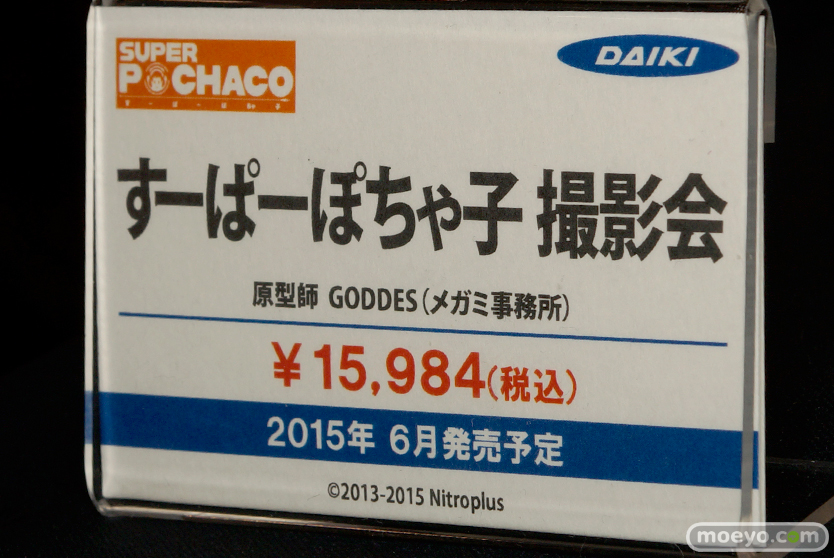 SUPER
POCHACO
すーぱーぽちゃ子
DAIKI
すーぱーぽちゃ子 撮影会
原型師 GODDES(メガミ事務所)
¥15,984(税込)
2015年 6月発売予定
©2013-2015 Nitroplus
moeyo.com